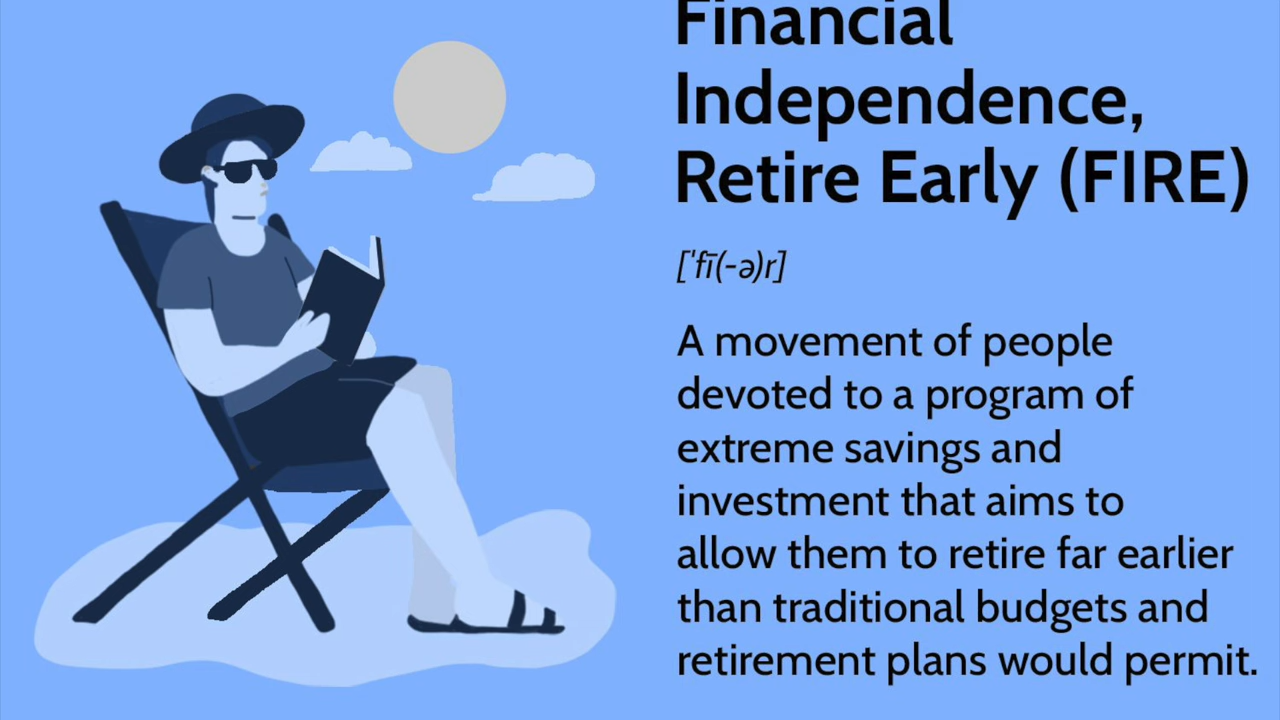 Financial
Independence,
Retire Early (FIRE)
[ˈfī(-ə)r]
A movement of people
devoted to a program of
extreme savings and
investment that aims to
allow them to retire far earlier
than traditional budgets and
retirement plans would permit.